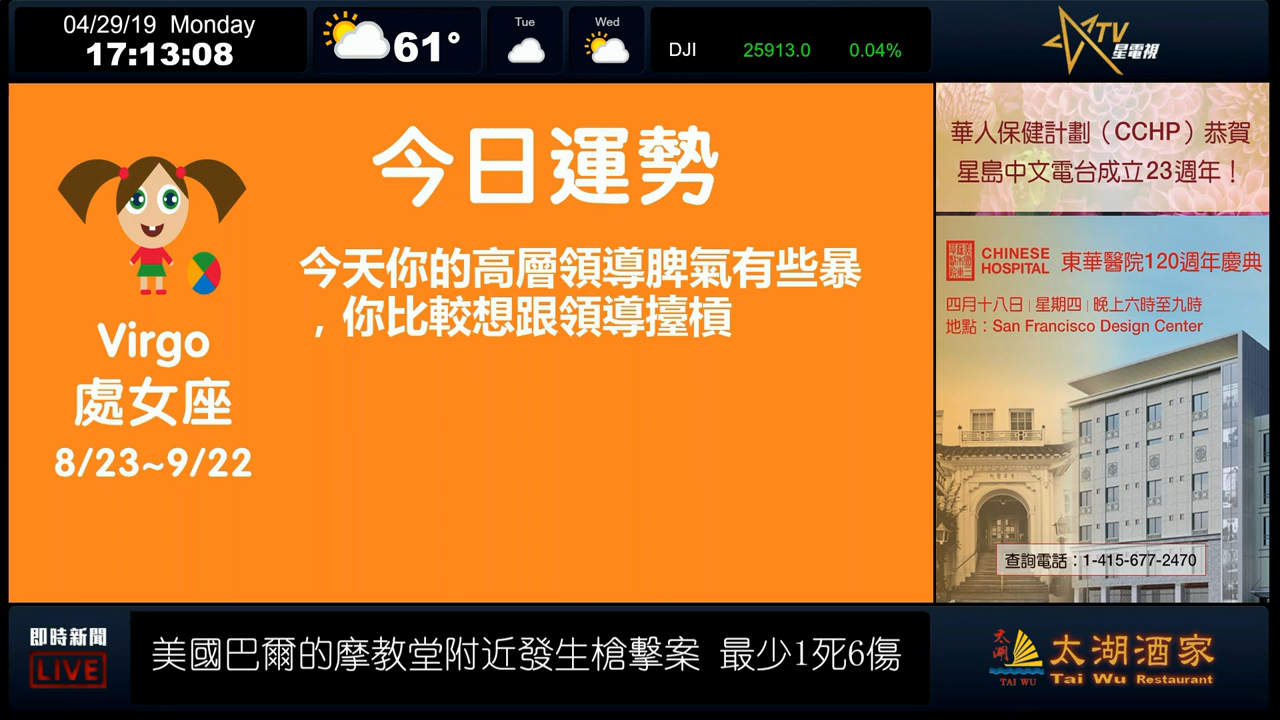 04/29/19 Monday
17:13:08
61°
Tue
Wed
DJI 25913.0 0.04%
TV
星電視
今日運勢
今天你的高層領導脾氣有些暴
，你比較想跟領導擡槓
Virgo
處女座
8/23~9/22
華人保健計劃（CCHP）恭賀
星島中文電台成立23週年！
CHINESE
HOSPITAL
東華醫院120週年慶典
四月十八日 | 星期四 | 晚上六時至九時
地點：San Francisco Design Center
查詢電話：1-415-677-2470
即時新聞
LIVE
美國巴爾的摩教堂附近發生槍擊案 最少1死6傷
太湖
TAI WU
太湖酒家
Tai Wu Restaurant